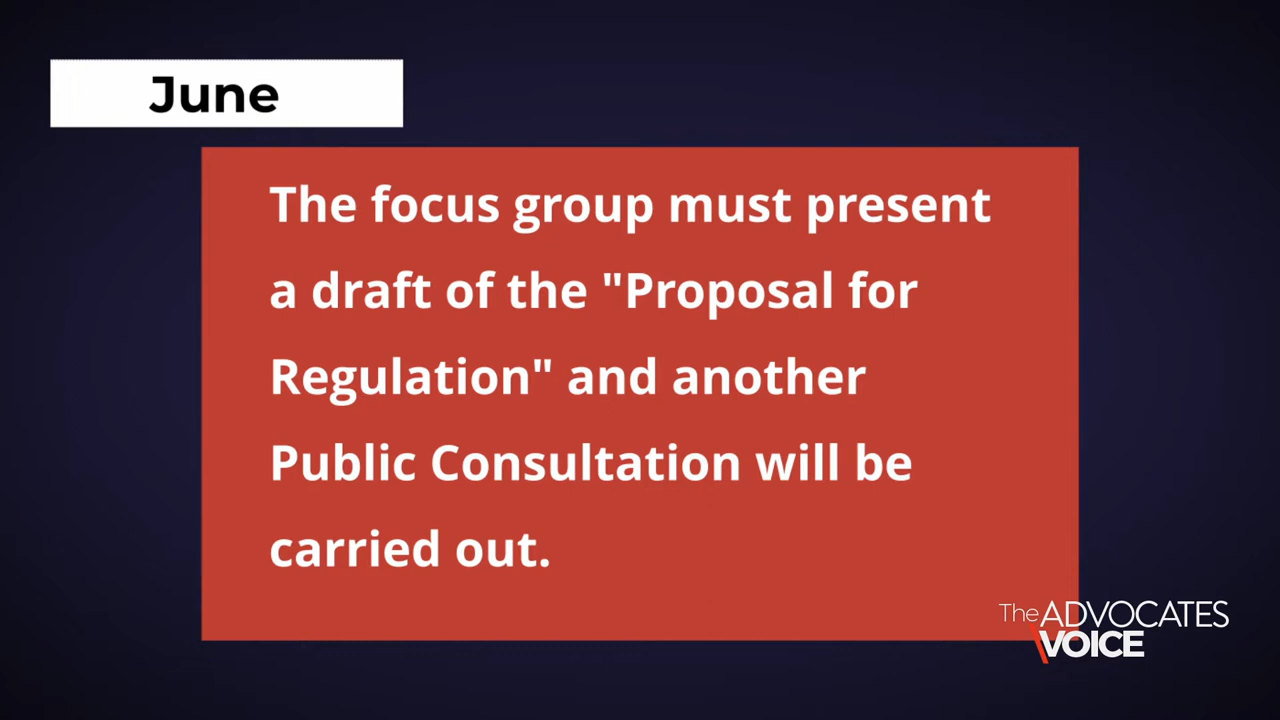 June
The focus group must present
a draft of the "Proposal for
Regulation" and another
Public Consultation will be
carried out.
The ADVOCATES
VOICE